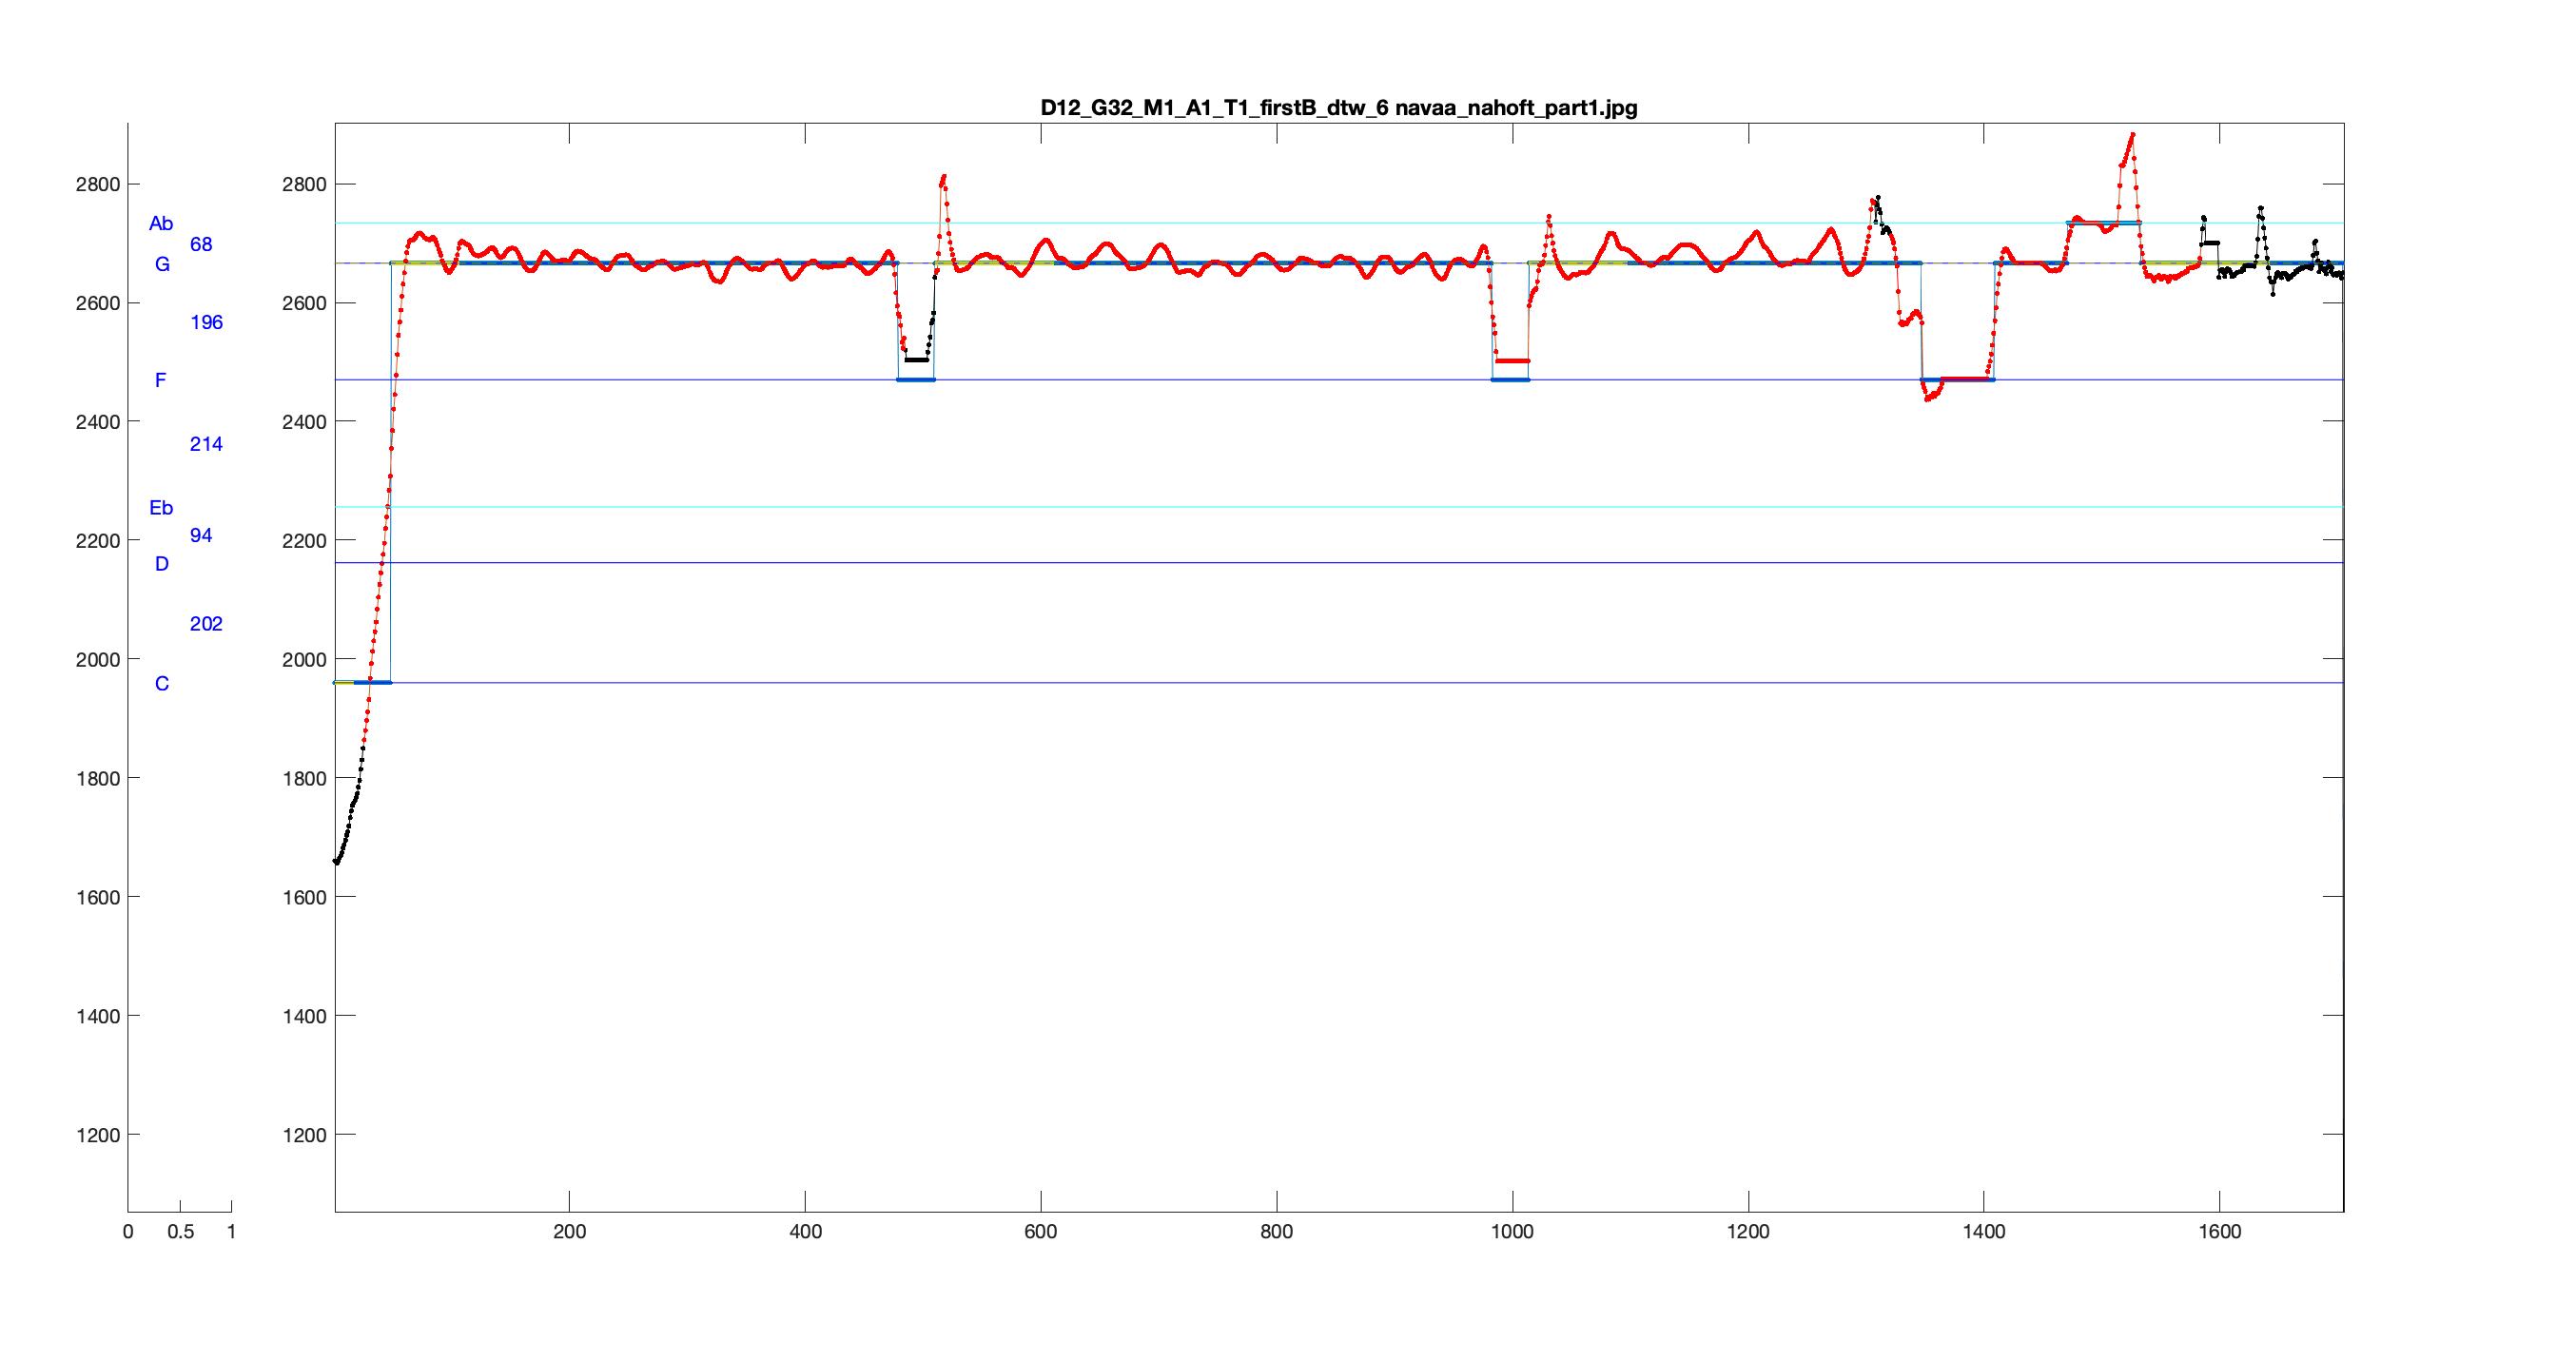 D12_G32_M1_A1_T1_firstB_dtw_6 navaa_nahoft_part1.jpg
2800 2800
Ab
68
G
2600 2600
196
F
2400 2400
214
Eb
94
2200 2200
D
202
2000 2000
C
1800 1800
1600 1600
1400 1400
1200 1200
0 0.5 1 200 400 600 800 1000 1200 1400 1600